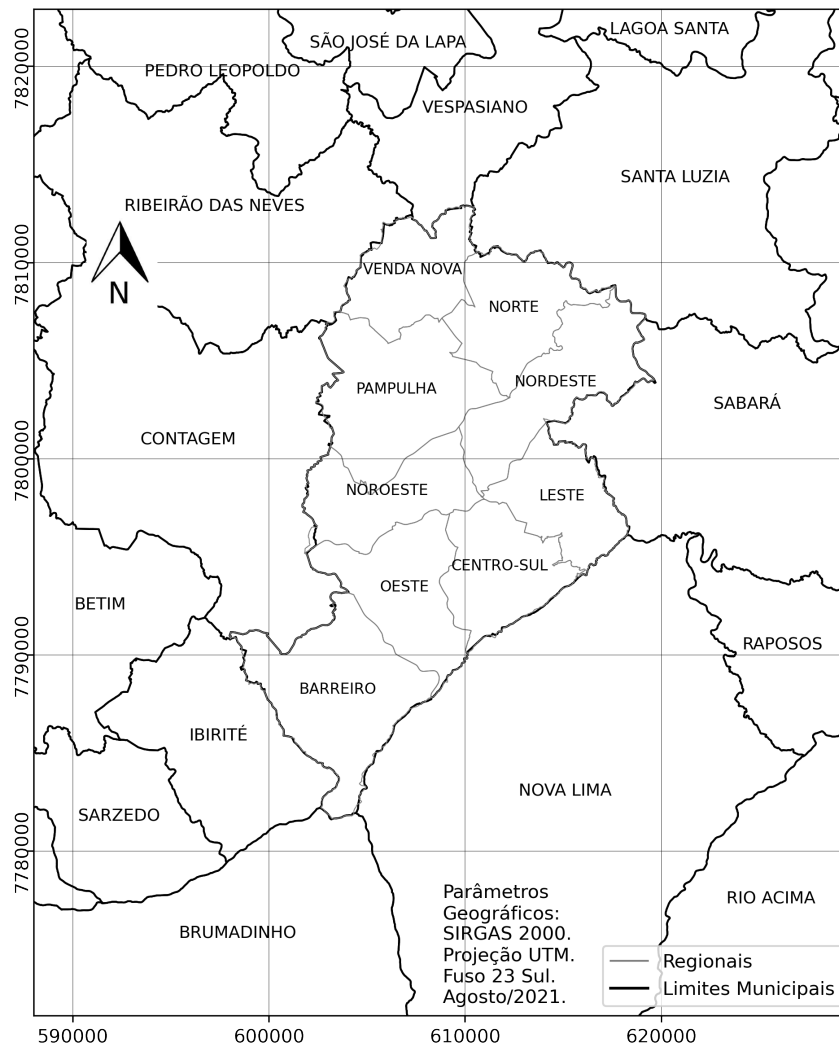 LAGOA SANTA
SÃO JOSÉ DA LAPA
PEDRO LEOPOLDO
VESPASIANO
SANTA LUZIA
RIBEIRÃO DAS NEVES
VENDA NOVA
N
NORTE
NORDESTE
PAMPULHA
SABARÁ
CONTAGEM
NOROESTE
LESTE
CENTRO-SUL
OESTE
BETIM
RAPOSOS
BARREIRO
IBIRITÉ
NOVA LIMA
SARZEDO
RIO ACIMA
BRUMADINHO
Parâmetros
Geográficos:
SIRGAS 2000.
Projeção UTM.
Fuso 23 Sul.
Agosto/2021.
Regionais
Limites Municipais
7820000
7810000
7800000
7790000
7780000
590000
600000
610000
620000